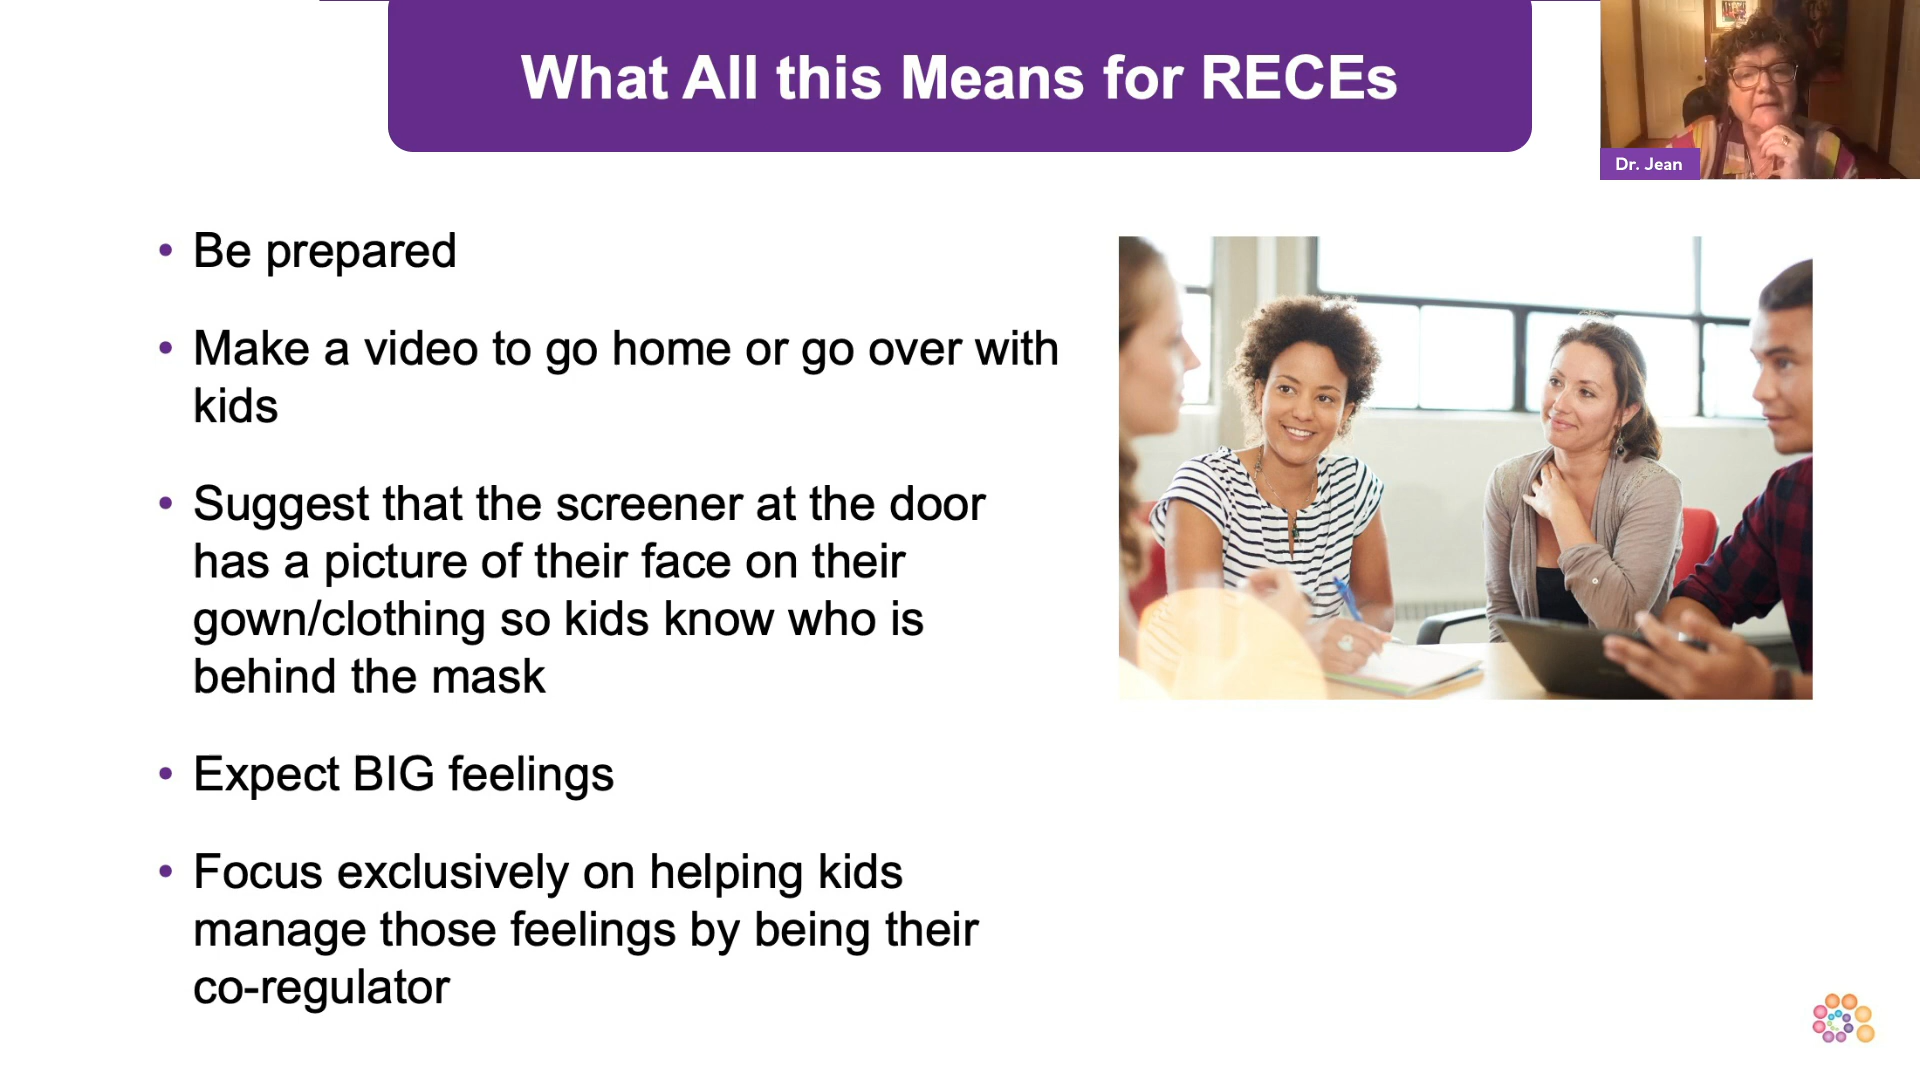 What All this Means for RECEs
Dr. Jean
• Be prepared
• Make a video to go home or go over with
kids
• Suggest that the screener at the door
has a picture of their face on their
gown/clothing so kids know who is
behind the mask
• Expect BIG feelings
• Focus exclusively on helping kids
manage those feelings by being their
co-regulator